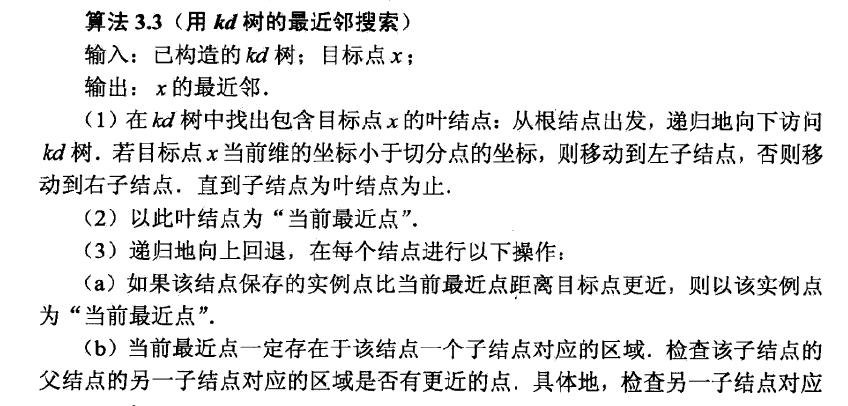 算法 3.3（用 kd 树的最近邻搜索）
输入：已构造的 kd 树；目标点 x；
输出：x 的最近邻．
（1）在 kd 树中找出包含目标点 x 的叶结点：从根结点出发，递归地向下访问
kd 树．若目标点 x 当前维的坐标小于切分点的坐标，则移动到左子结点，否则移
动到右子结点．直到子结点为叶结点为止．
（2）以此叶结点为“当前最近点”．
（3）递归地向上回退，在每个结点进行以下操作：
（a）如果该结点保存的实例点比当前最近点距离目标点更近，则以该实例点
为“当前最近点”．
（b）当前最近点一定存在于该结点一个子结点对应的区域．检查该子结点的
父结点的另一子结点对应的区域是否有更近的点．具体地，检查另一子结点对应